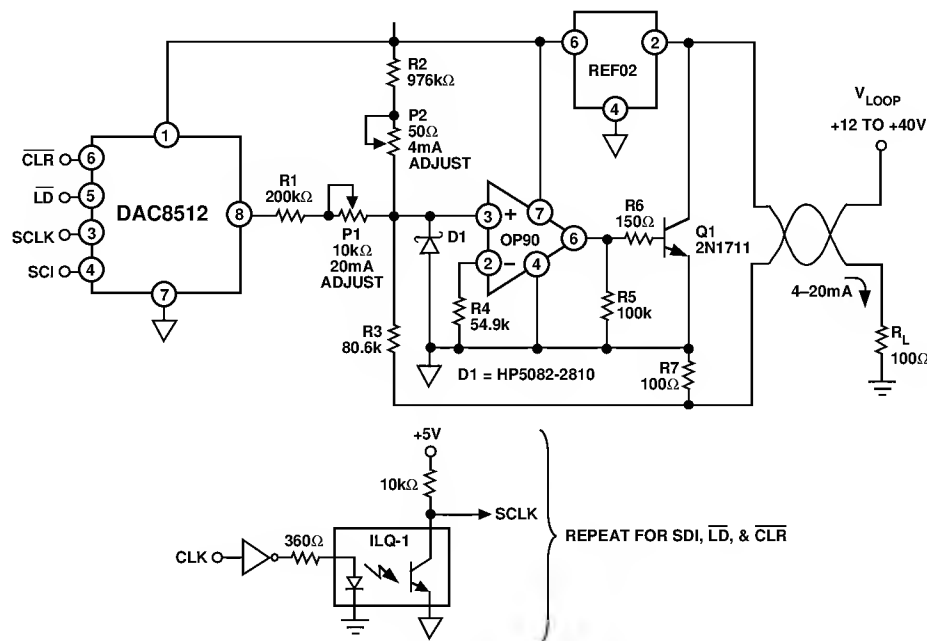 6
2
REF02
4
R2
976kΩ
P2
50Ω
4mA
ADJUST
V_LOOP
+12 TO +40V
1
CLR
6
LD
5
SCLK
3
SCI
4
DAC8512
8
7
R1
200kΩ
P1
10kΩ
20mA
ADJUST
D1
3
+
7
OP90
6
2
−
4
R6
150Ω
Q1
2N1711
R4
54.9k
R5
100k
R3
80.6k
D1 = HP5082-2810
R7
100Ω
4–20mA
R_L
100Ω
+5V
10kΩ
SCLK
360Ω
ILQ-1
CLK
REPEAT FOR SDI, LD, & CLR